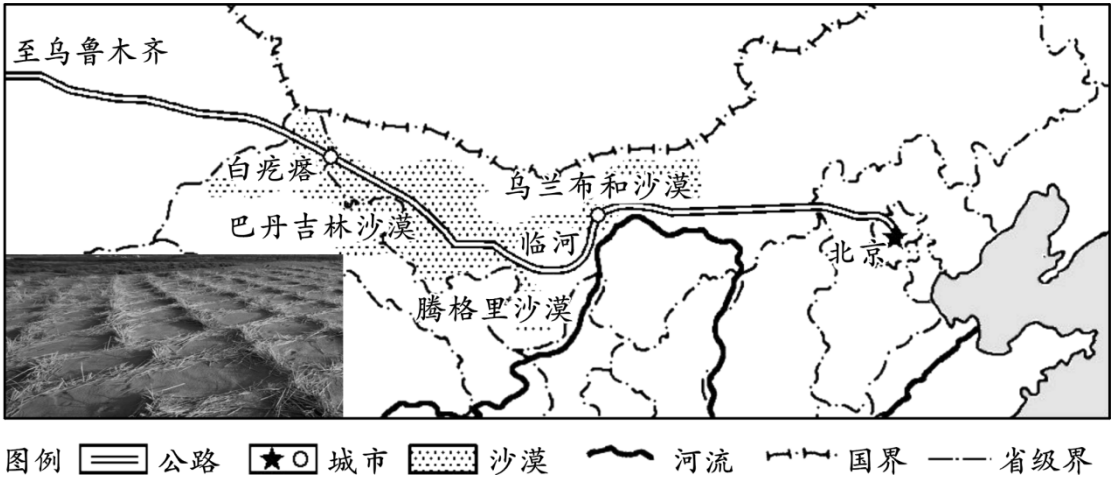 至乌鲁木齐
白疙瘩
乌兰布和沙漠
巴丹吉林沙漠
临河
北京
腾格里沙漠
图例 公路 城市 沙漠 河流 国界 省级界